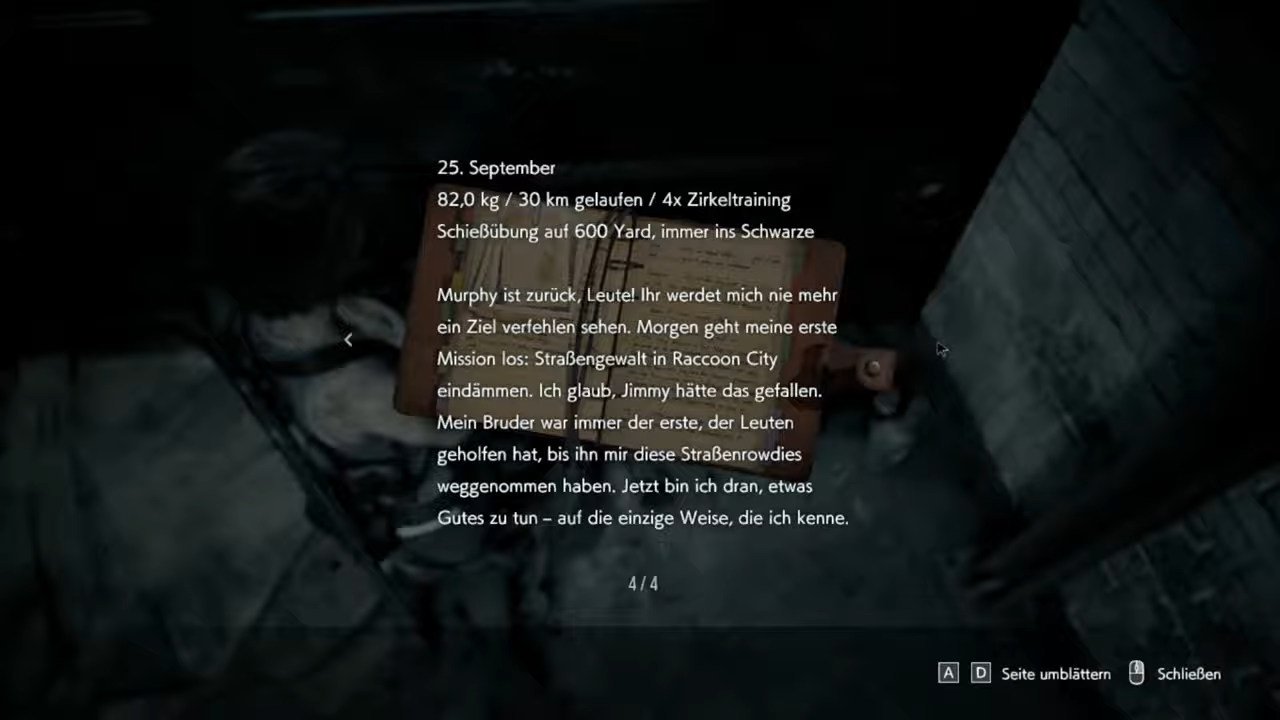 25. September
82,0 kg / 30 km gelaufen / 4x Zirkeltraining
Schießübung auf 600 Yard, immer ins Schwarze
Murphy ist zurück, Leute! Ihr werdet mich nie mehr
ein Ziel verfehlen sehen. Morgen geht meine erste
Mission los: Straßengewalt in Raccoon City
eindämmen. Ich glaub, Jimmy hätte das gefallen.
Mein Bruder war immer der erste, der Leuten
geholfen hat, bis ihn mir diese Straßenrowdies
weggenommen haben. Jetzt bin ich dran, etwas
Gutes zu tun – auf die einzige Weise, die ich kenne.
4 / 4
A D Seite umblättern Schließen